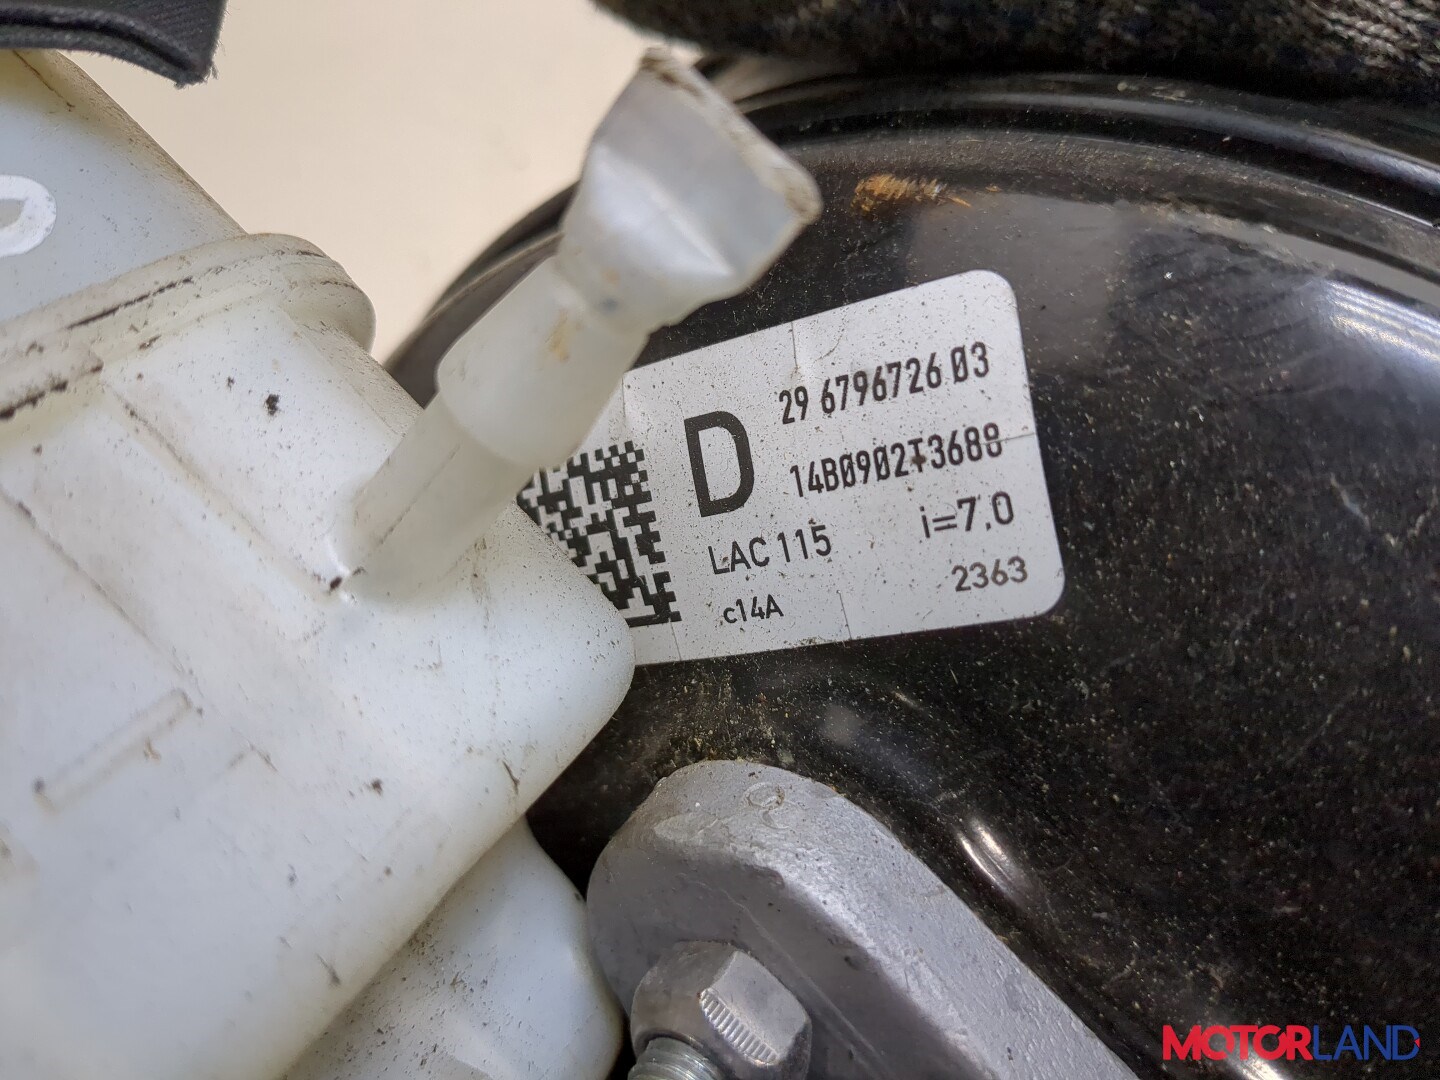 D
29 6796726 03
14B0902T3688
LAC 115
i=7.0
c14A
2363
MOTORLAND